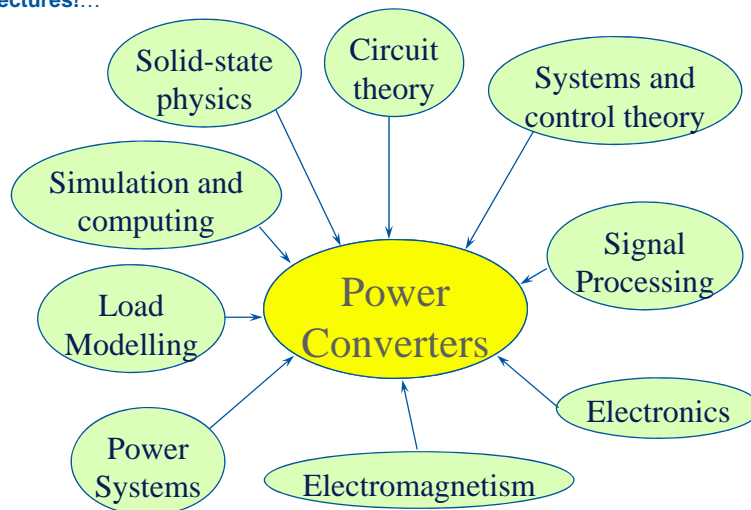 ectures!…
Solid-state
physics
Circuit
theory
Systems and
control theory
Simulation and
computing
Signal
Processing
Power
Converters
Load
Modelling
Electronics
Power
Systems
Electromagnetism